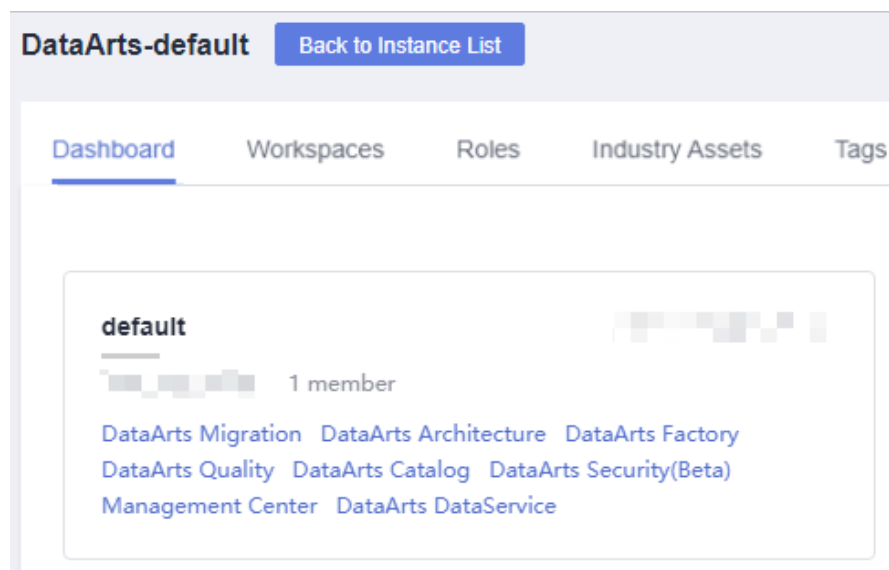 DataArts-default Back to Instance List
Dashboard Workspaces Roles Industry Assets Tags
default
1 member
DataArts Migration DataArts Architecture DataArts Factory
DataArts Quality DataArts Catalog DataArts Security(Beta)
Management Center DataArts DataService